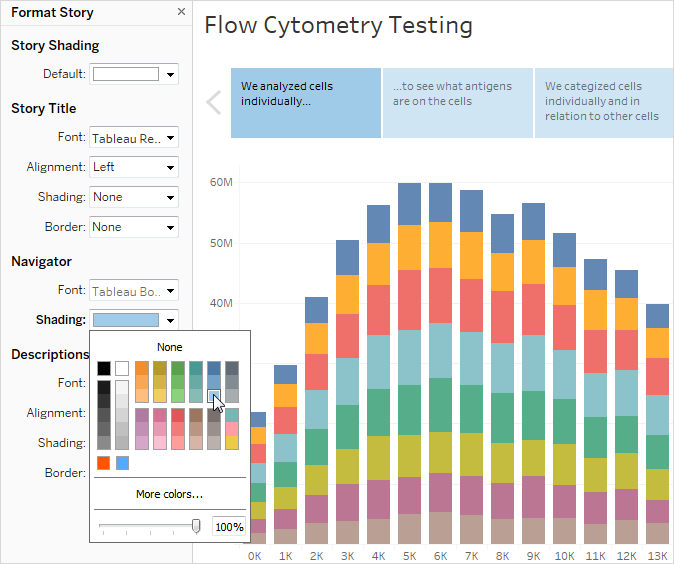 Format Story
Story Shading
Default:
Story Title
Font: Tableau Re..
Alignment: Left
Shading: None
Border: None
Navigator
Font: Tableau Bo..
Shading:
None
More colors...
100%
Descriptions
Font:
Alignment:
Shading:
Border:
Flow Cytometry Testing
We analyzed cells
individually...
...to see what antigens
are on the cells
We categized cells
individually and in
relation to other cells
60M
50M
40M
0K 1K 2K 3K 4K 5K 6K 7K 8K 9K 10K 11K 12K 13K